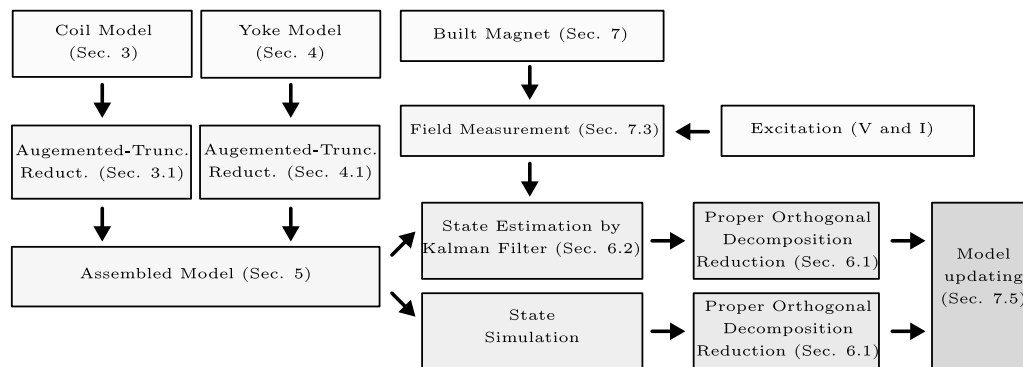 Coil Model
(Sec. 3)
Yoke Model
(Sec. 4)
Built Magnet (Sec. 7)
Augemented-Trunc.
Reduct. (Sec. 3.1)
Augemented-Trunc.
Reduct. (Sec. 4.1)
Field Measurement (Sec. 7.3)
Excitation (V and I)
Assembled Model (Sec. 5)
State Estimation by
Kalman Filter (Sec. 6.2)
Proper Orthogonal
Decomposition
Reduction (Sec. 6.1)
State
Simulation
Proper Orthogonal
Decomposition
Reduction (Sec. 6.1)
Model
updating
(Sec. 7.5)